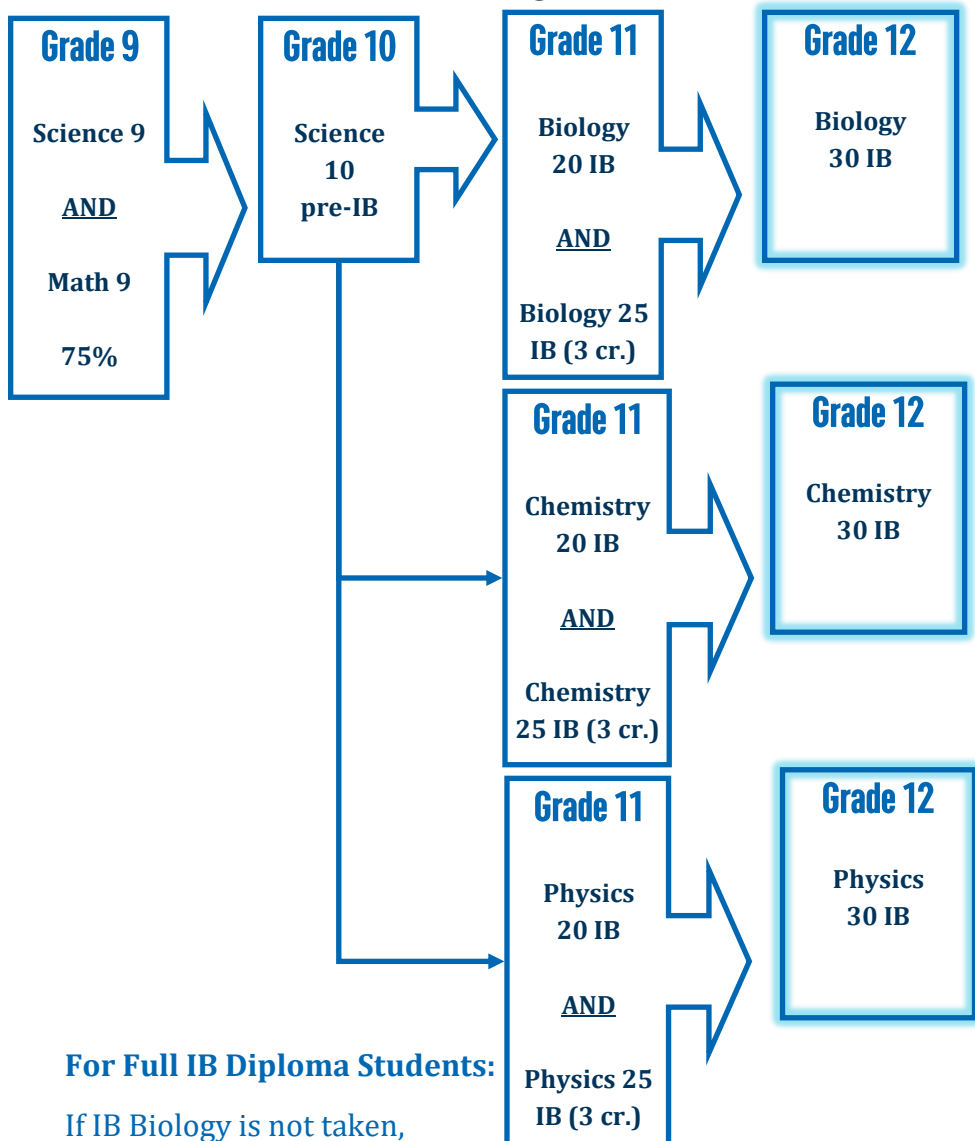 Grade 9
Science 9
AND
Math 9
75%
Grade 10
Science
10
pre-IB
Grade 11
Biology
20 IB
AND
Biology 25
IB (3 cr.)
Grade 12
Biology
30 IB
Grade 11
Chemistry
20 IB
AND
Chemistry
25 IB (3 cr.)
Grade 12
Chemistry
30 IB
Grade 11
Physics
20 IB
AND
Physics 25
IB (3 cr.)
Grade 12
Physics
30 IB
For Full IB Diploma Students:
If IB Biology is not taken,